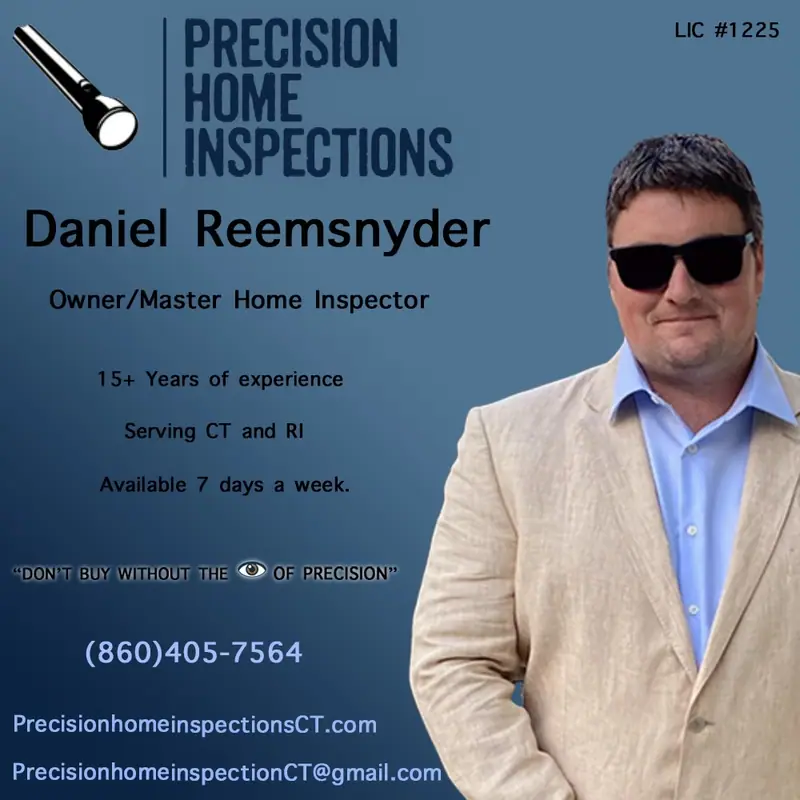 PRECISION
HOME
INSPECTIONS
LIC #1225
Daniel Reemsnyder
Owner/Master Home Inspector
15+ Years of experience
Serving CT and RI
Available 7 days a week.
“DON’T BUY WITHOUT THE OF PRECISION”
(860)405-7564
PrecisionhomeinspectionsCT.com
PrecisionhomeinspectionCT@gmail.com